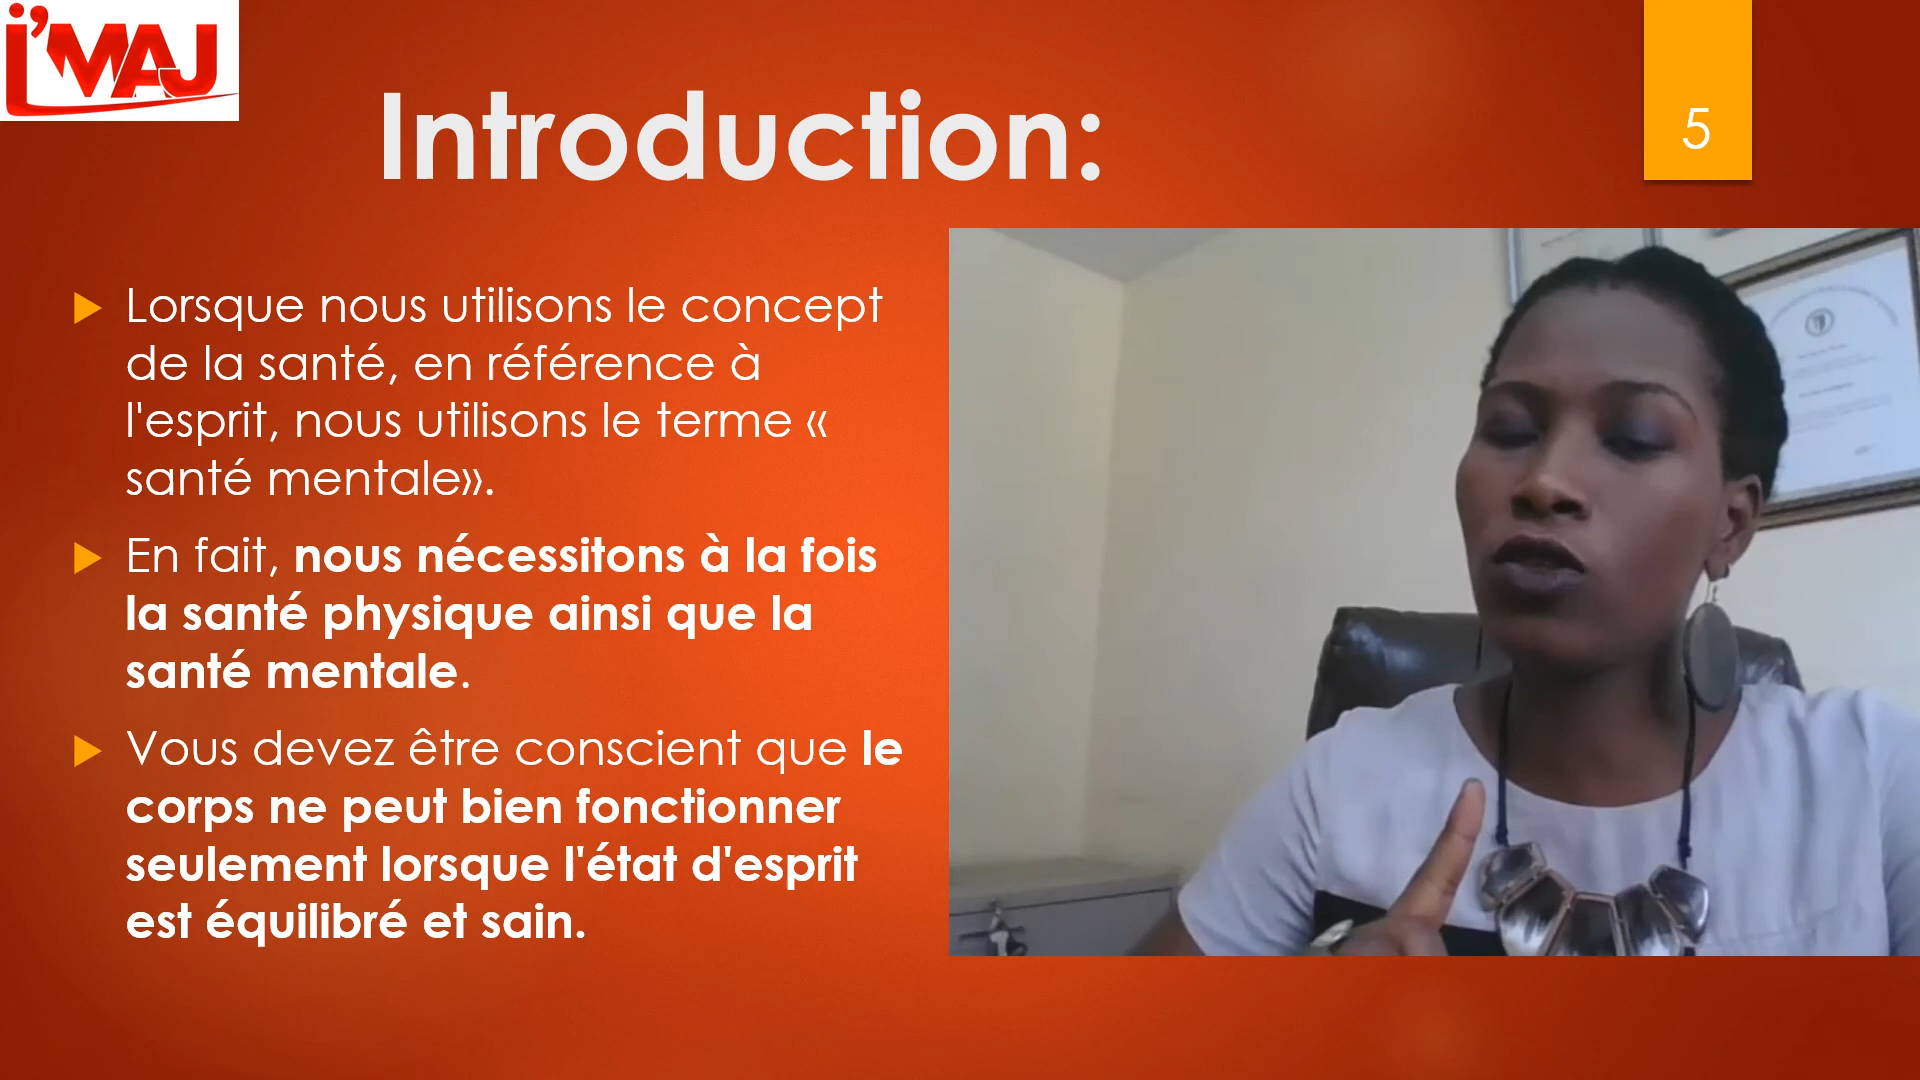 i'MAJ
Introduction:
5
Lorsque nous utilisons le concept
de la santé, en référence à
l'esprit, nous utilisons le terme «
santé mentale».
En fait, nous nécessitons à la fois
la santé physique ainsi que la
santé mentale.
Vous devez être conscient que le
corps ne peut bien fonctionner
seulement lorsque l'état d'esprit
est équilibré et sain.